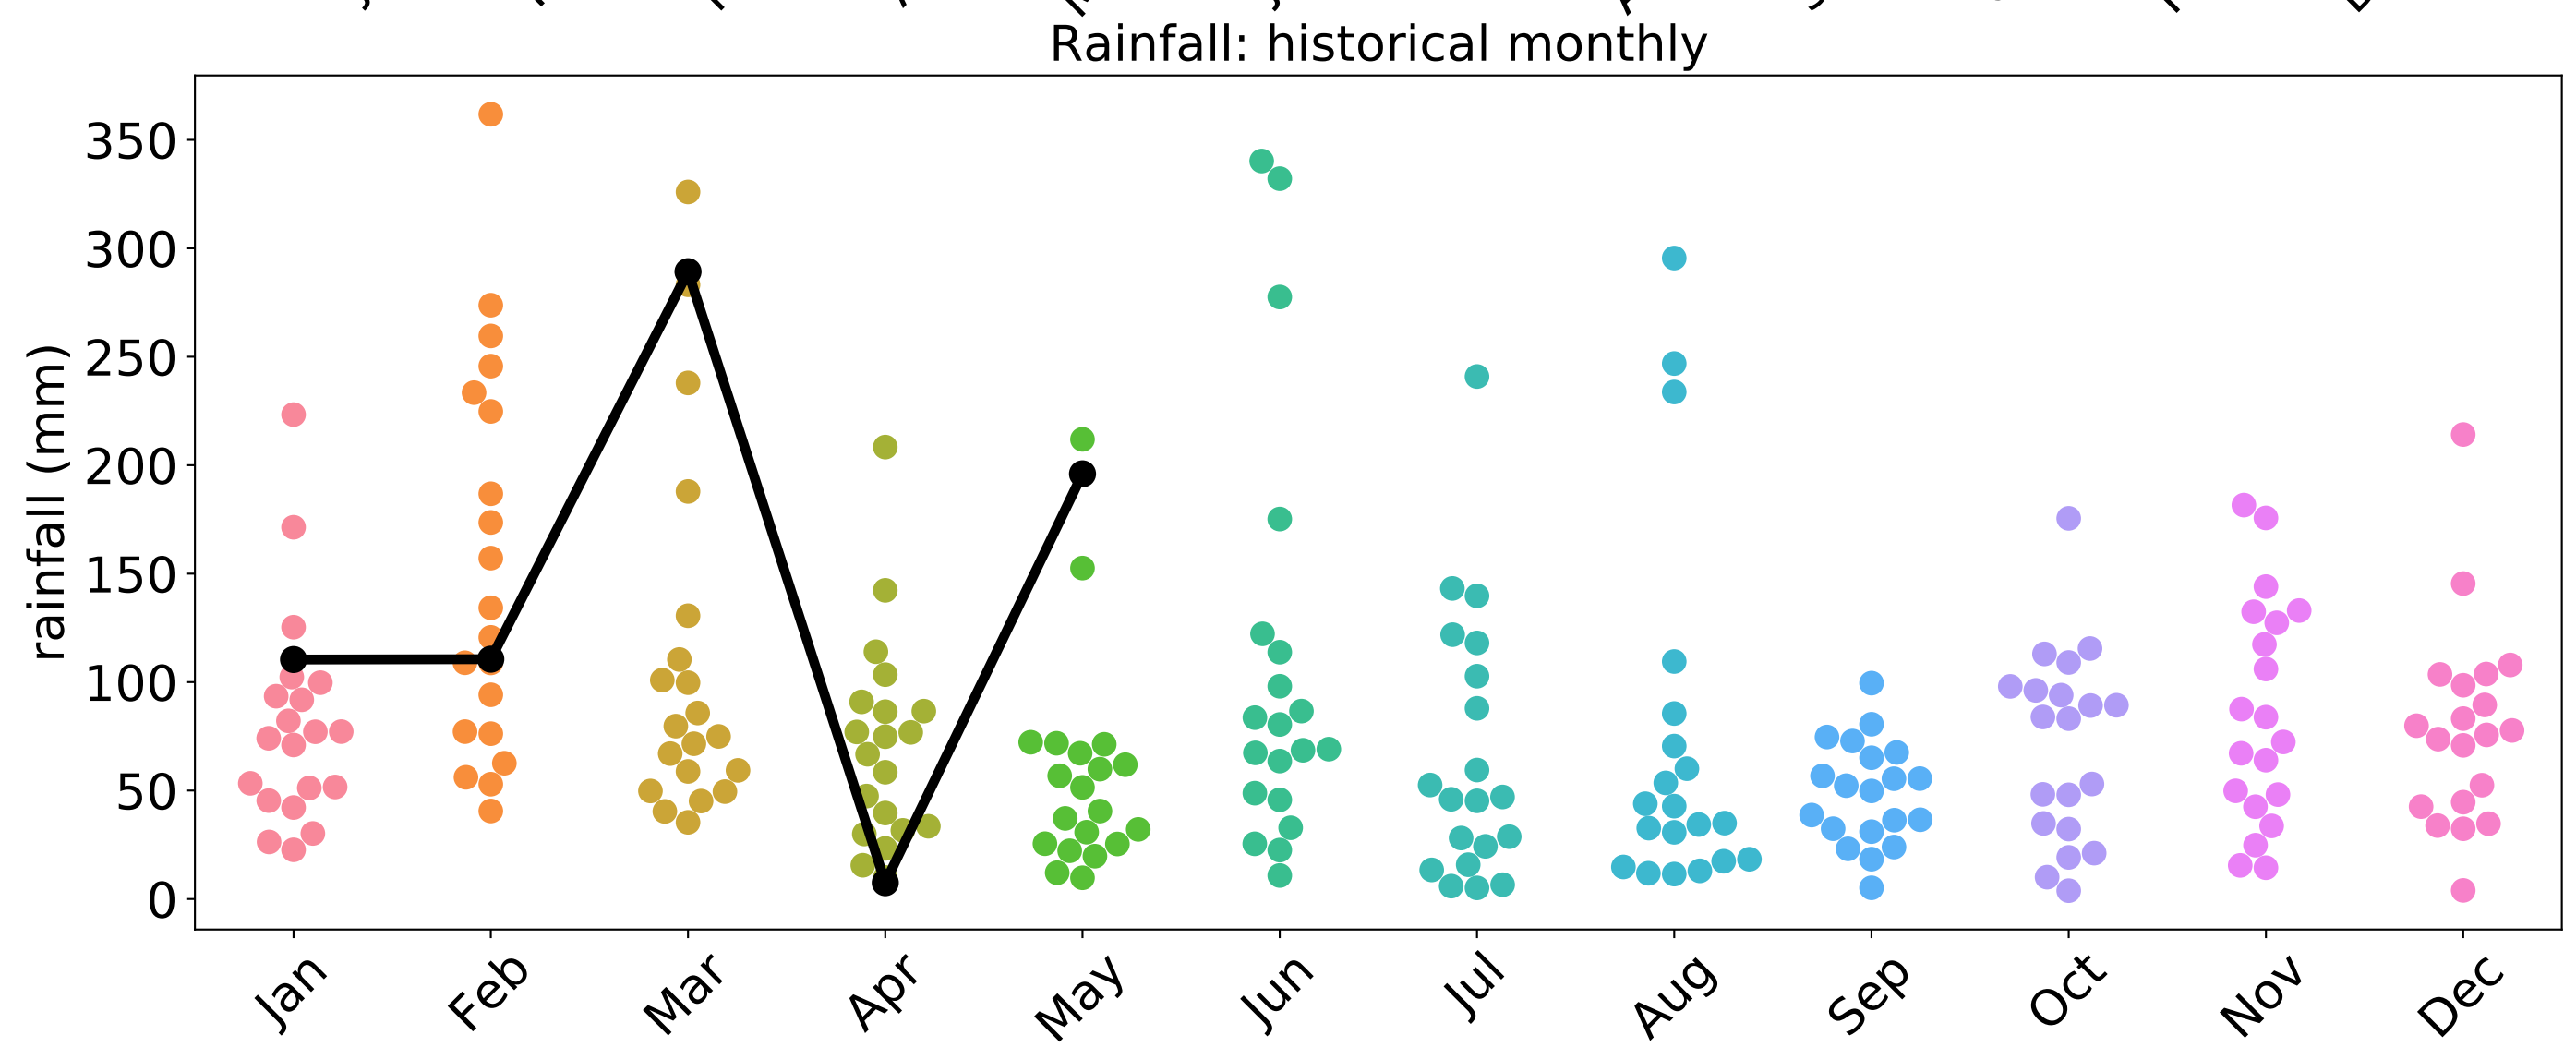 Rainfall: historical monthly
rainfall (mm)
350
300
250
200
150
100
50
0
Jan
Feb
Mar
Apr
May
Jun
Jul
Aug
Sep
Oct
Nov
Dec